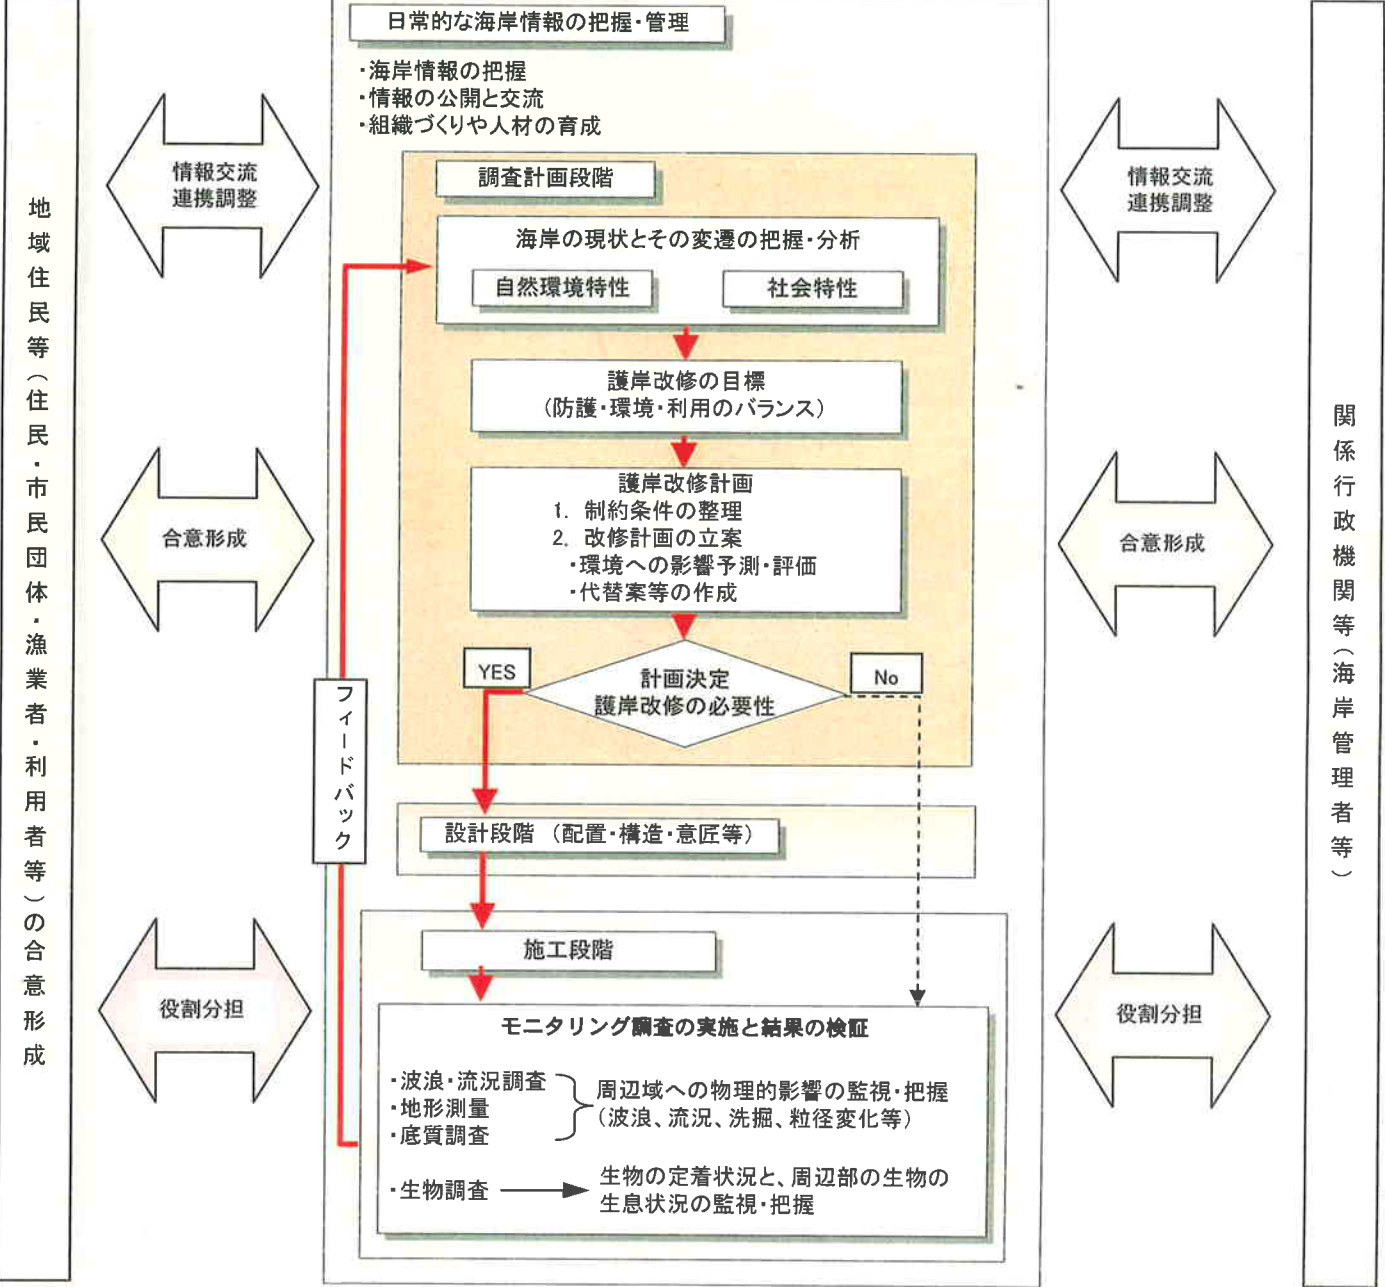 日常的な海岸情報の把握・管理
・海岸情報の把握
・情報の公開と交流
・組織づくりや人材の育成
地域住民等（住民・市民団体・漁業者・利用者等）の合意形成
情報交流
連携調整
合意形成
役割分担
調査計画段階
海岸の現状とその変遷の把握・分析
自然環境特性
社会特性
護岸改修の目標
（防護・環境・利用のバランス）
護岸改修計画
1. 制約条件の整理
2. 改修計画の立案
・環境への影響予測・評価
・代替案等の作成
YES
計画決定
護岸改修の必要性
No
フィードバック
設計段階 （配置・構造・意匠等）
施工段階
モニタリング調査の実施と結果の検証
・波浪・流況調査
・地形測量
・底質調査
周辺域への物理的影響の監視・把握
（波浪、流況、洗掘、粒径変化等）
・生物調査
生物の定着状況と、周辺部の生物の
生息状況の監視・把握
情報交流
連携調整
合意形成
役割分担
関係行政機関等（海岸管理者等）